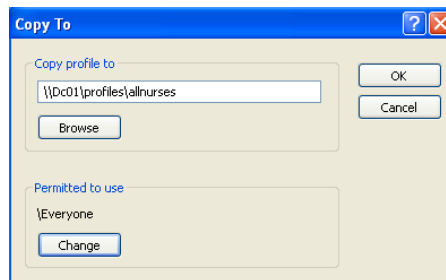 Copy To
Copy profile to
\\Dc01\profiles\allnurses
Browse
OK
Cancel
Permitted to use
\Everyone
Change